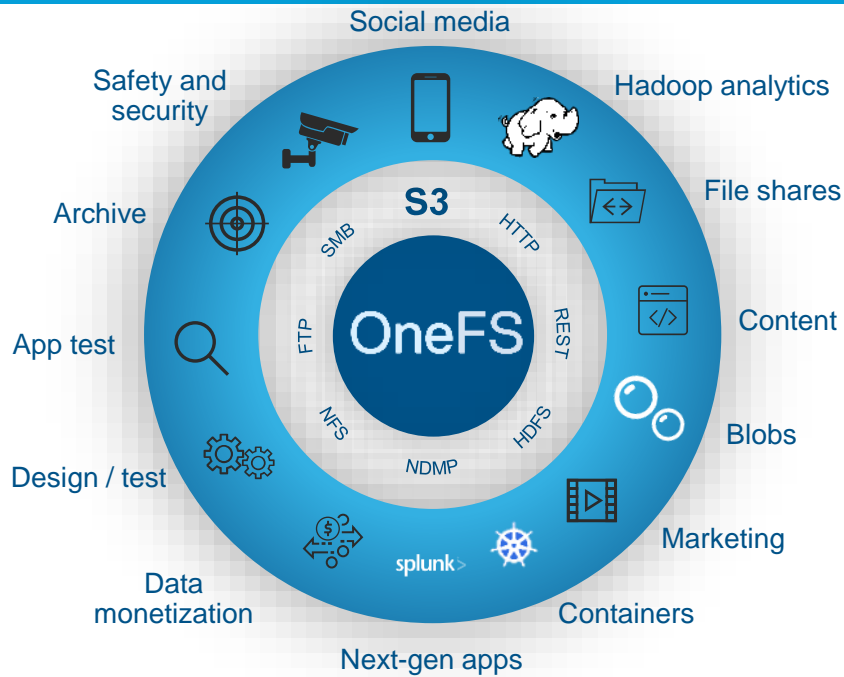 Social media
Safety and
security
Hadoop analytics
Archive
File shares
S3
SMB
HTTP
App test
FTP
OneFS
REST
Content
NFS
HDFS
Blobs
NDMP
Design / test
Marketing
splunk>
Data
monetization
Containers
Next-gen apps